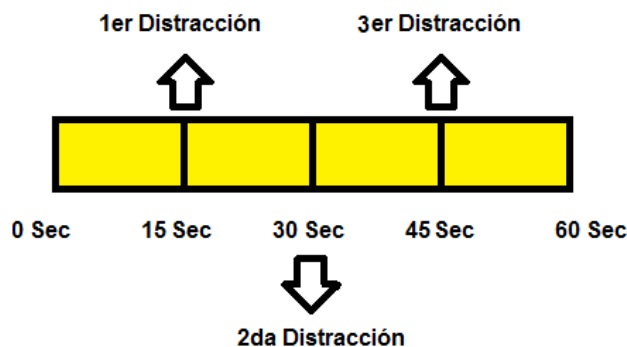 1er Distracción 3er Distracción
0 Sec 15 Sec 30 Sec 45 Sec 60 Sec
2da Distracción